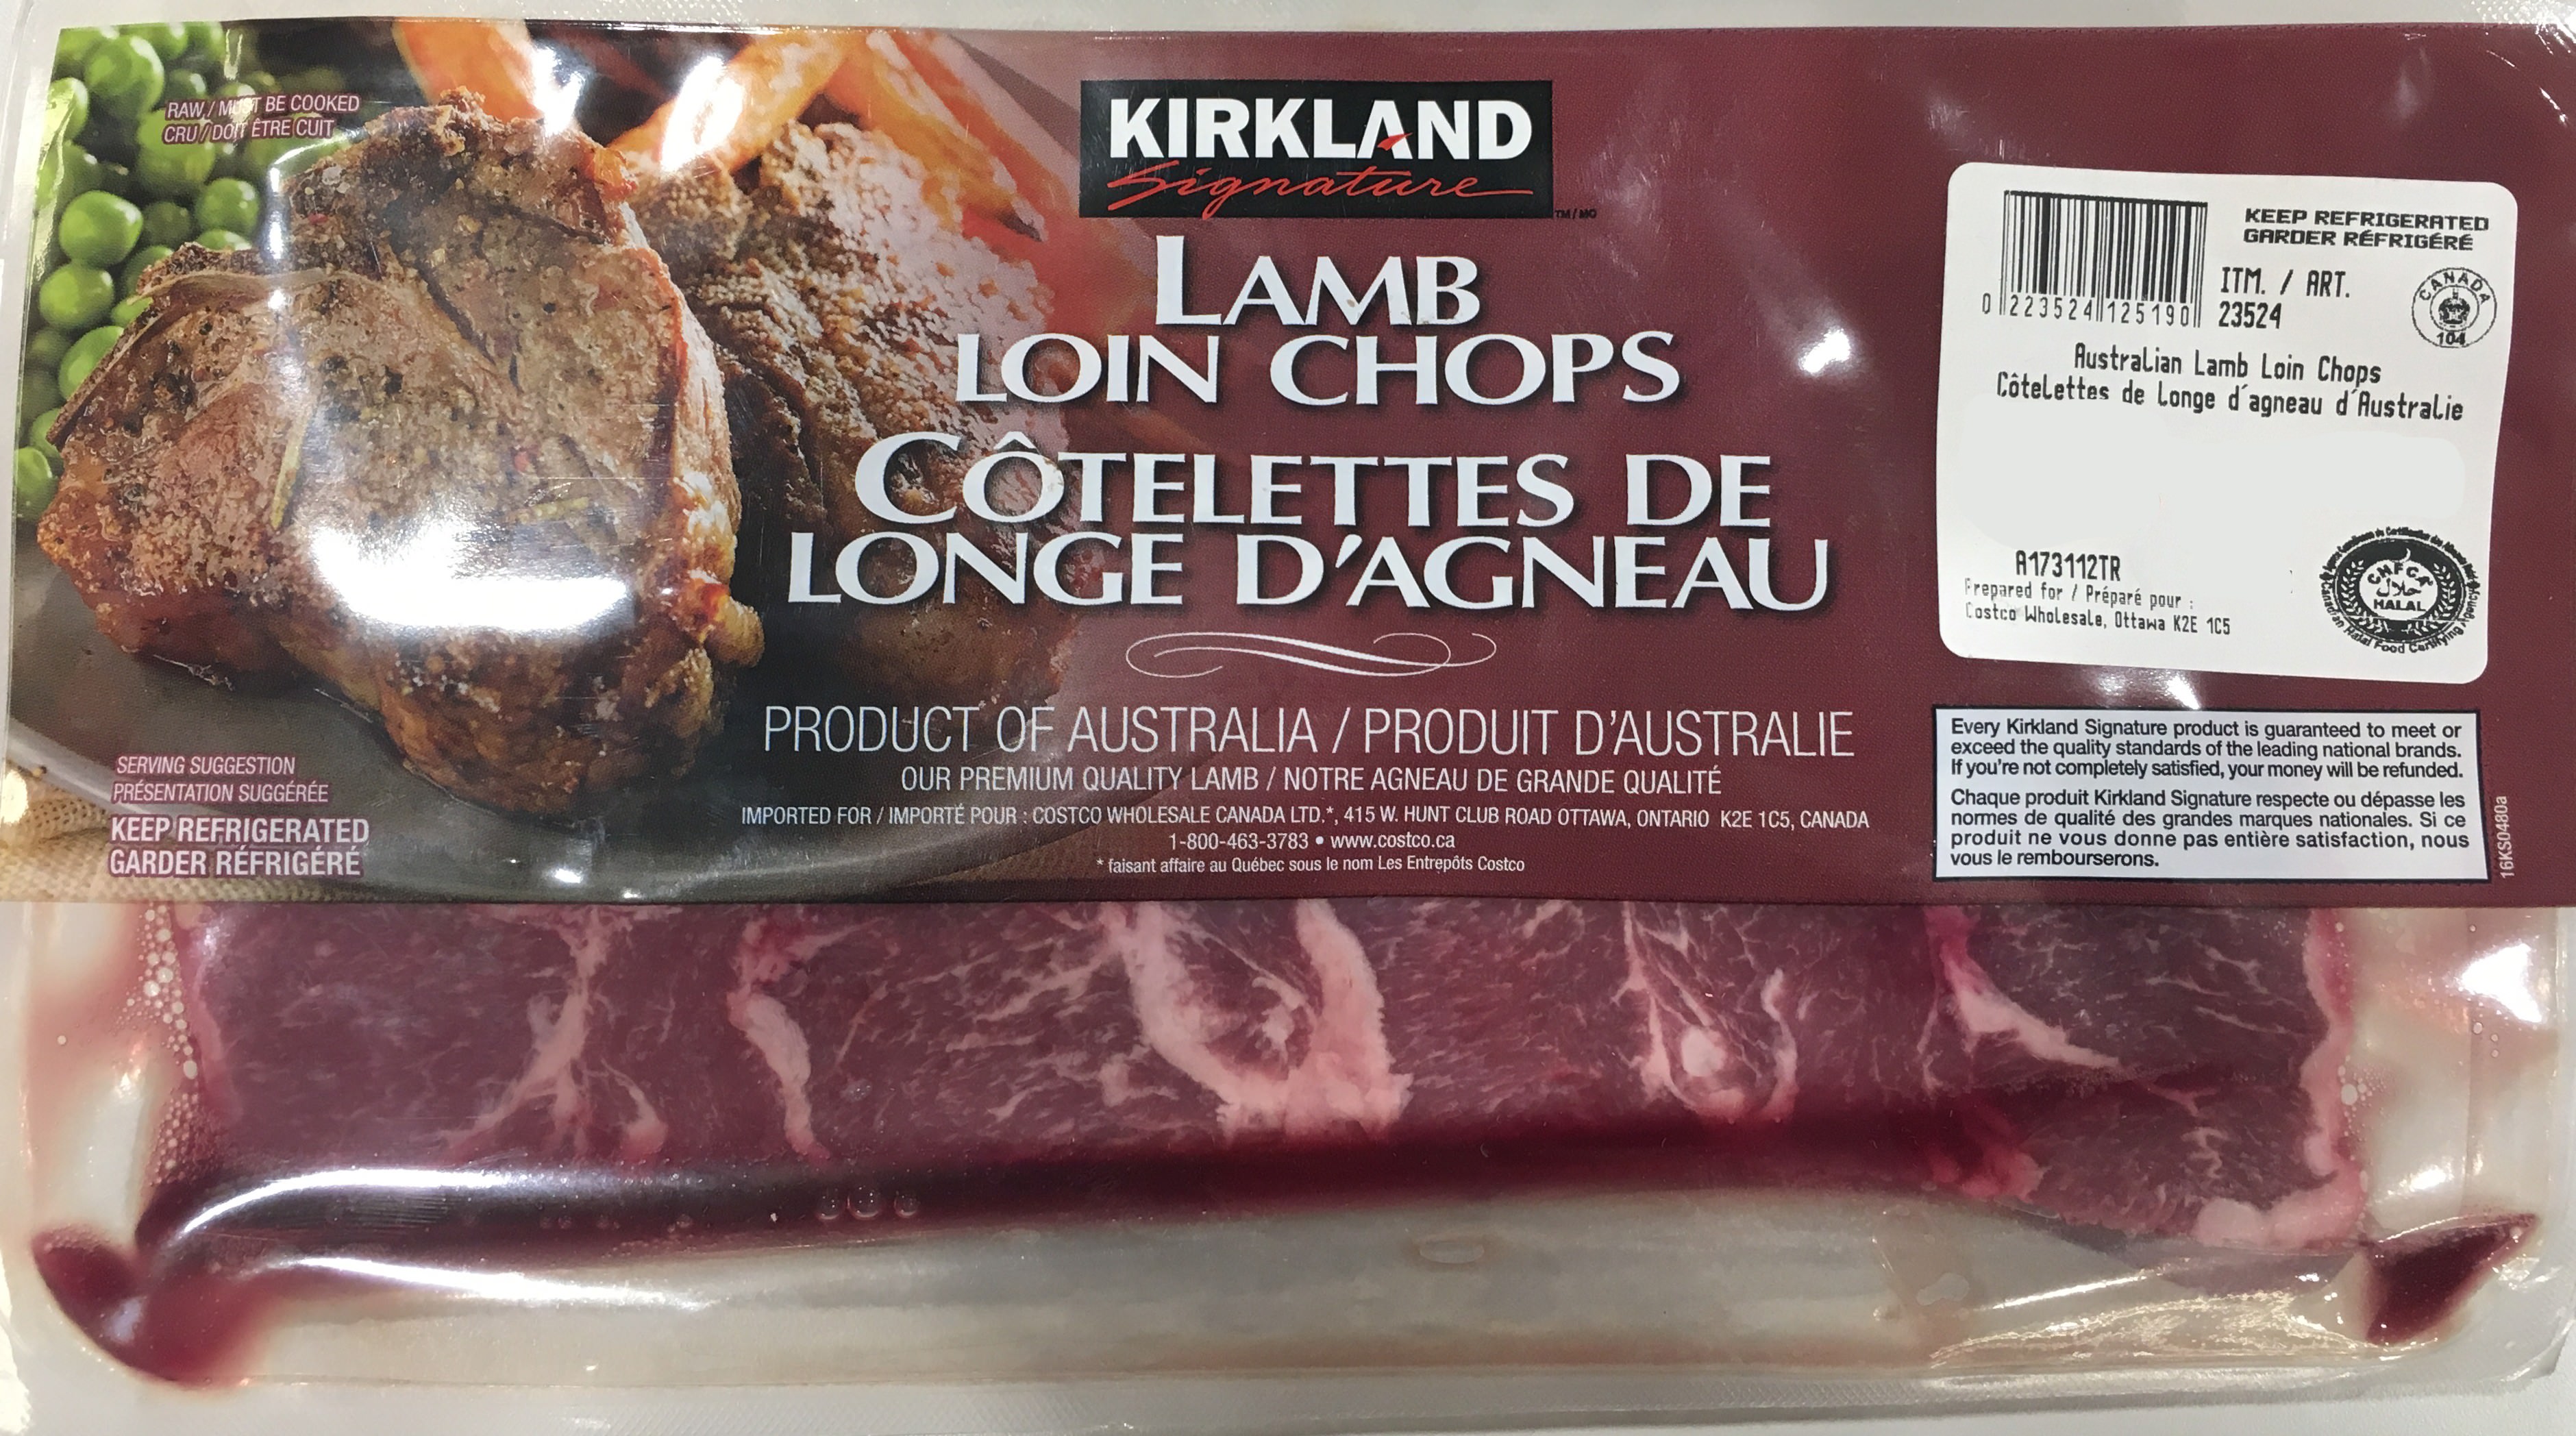 RAW / MUST BE COOKED
CRU / DOIT ÊTRE CUIT
KIRKLAND
Signature
TM / MO
LAMB
LOIN CHOPS
CÔTELETTES DE
LONGE D'AGNEAU
PRODUCT OF AUSTRALIA / PRODUIT D'AUSTRALIE
OUR PREMIUM QUALITY LAMB / NOTRE AGNEAU DE GRANDE QUALITÉ
IMPORTED FOR / IMPORTÉ POUR : COSTCO WHOLESALE CANADA LTD.*, 415 W. HUNT CLUB ROAD OTTAWA, ONTARIO K2E 1C5, CANADA
1-800-463-3783 • www.costco.ca
* faisant affaire au Québec sous le nom Les Entrepôts Costco
SERVING SUGGESTION
PRÉSENTATION SUGGÉRÉE
KEEP REFRIGERATED
GARDER RÉFRIGÉRÉ
KEEP REFRIGERATED
GARDER RÉFRIGÉRÉ
ITM. / ART.
23524
0 223524 125190
CANADA
104
Australian Lamb Loin Chops
Côtelettes de Longe d'agneau d'Australie
A173112TR
Prepared for / Préparé pour :
Costco Wholesale, Ottawa K2E 1C5
CHFCA
حلال
HALAL
Canadian Halal Food Certifying Agency
Every Kirkland Signature product is guaranteed to meet or
exceed the quality standards of the leading national brands.
If you're not completely satisfied, your money will be refunded.
Chaque produit Kirkland Signature respecte ou dépasse les
normes de qualité des grandes marques nationales. Si ce
produit ne vous donne pas entière satisfaction, nous
vous le rembourserons.
16KS0480a